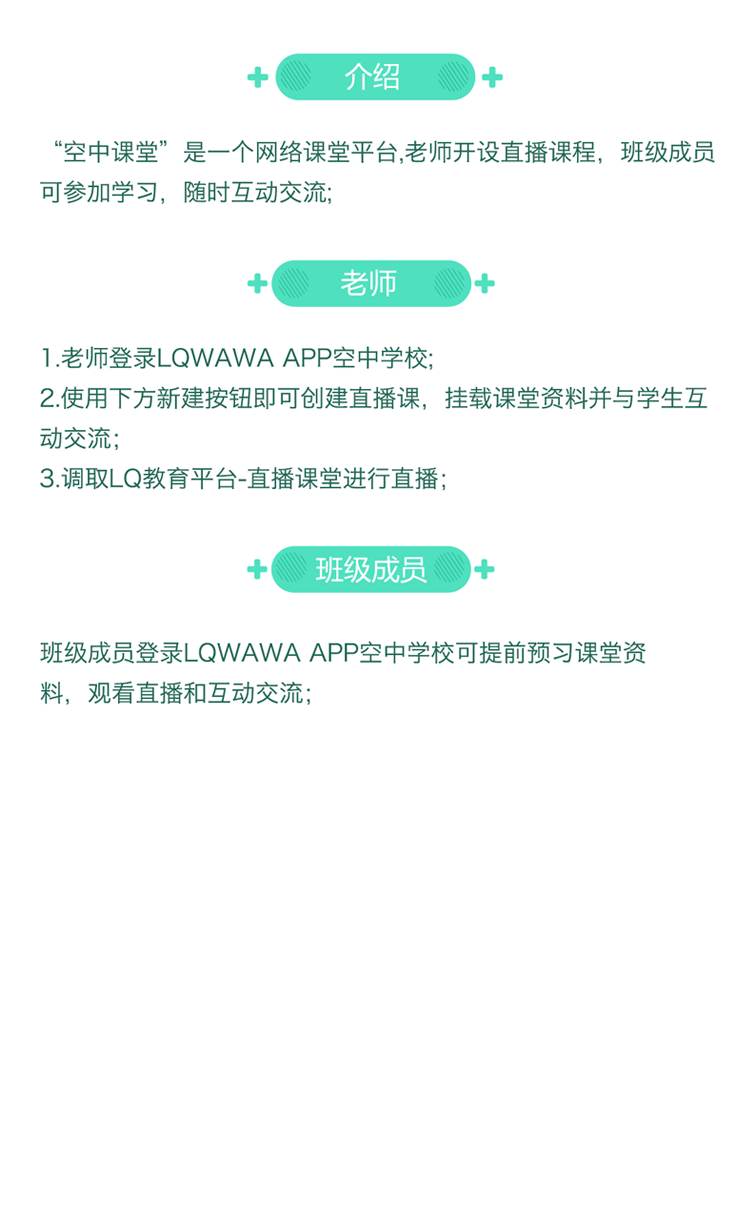 介绍
“空中课堂”是一个网络课堂平台,老师开设直播课程，班级成员
可参加学习，随时互动交流;
老师
1.老师登录LQWAWA APP空中学校;
2.使用下方新建按钮即可创建直播课，挂载课堂资料并与学生互
动交流；
3.调取LQ教育平台-直播课堂进行直播；
班级成员
班级成员登录LQWAWA APP空中学校可提前预习课堂资
料，观看直播和互动交流；